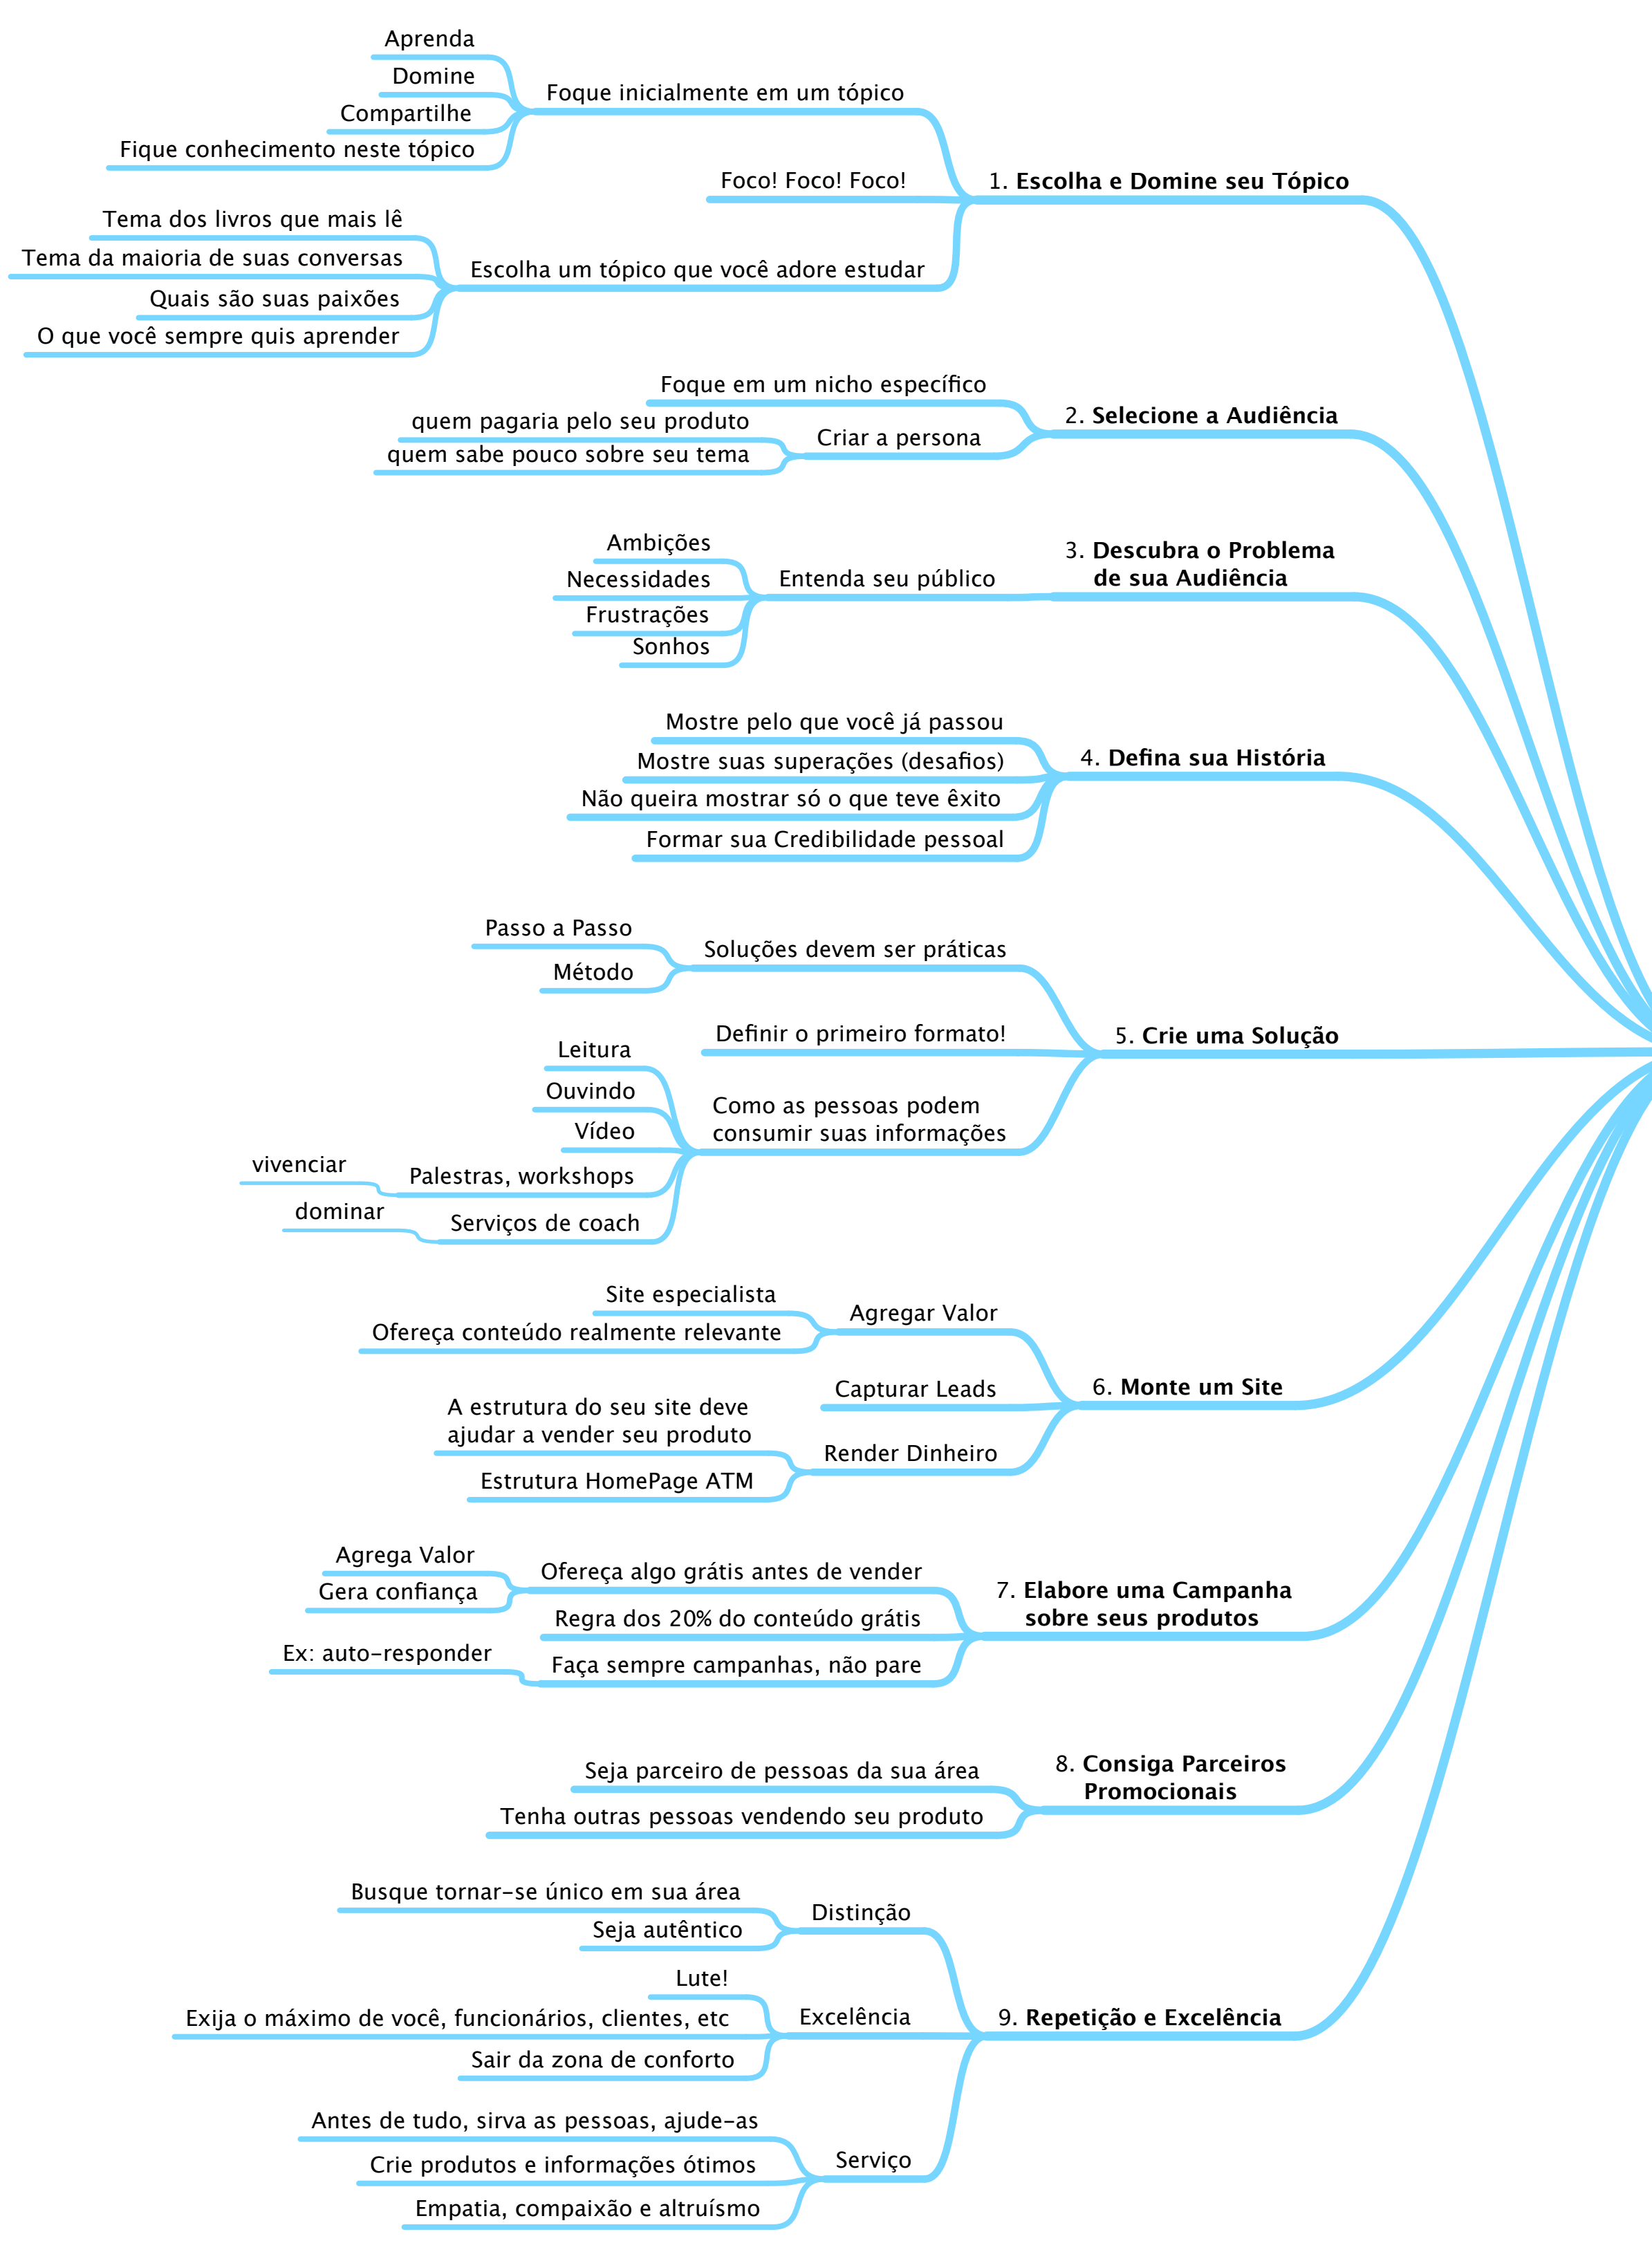 1. Escolha e Domine seu Tópico
Foque inicialmente em um tópico
Aprenda
Domine
Compartilhe
Fique conhecimento neste tópico
Foco! Foco! Foco!
Escolha um tópico que você adore estudar
Tema dos livros que mais lê
Tema da maioria de suas conversas
Quais são suas paixões
O que você sempre quis aprender
2. Selecione a Audiência
Foque em um nicho específico
Criar a persona
quem pagaria pelo seu produto
quem sabe pouco sobre seu tema
3. Descubra o Problema
de sua Audiência
Entenda seu público
Ambições
Necessidades
Frustrações
Sonhos
4. Defina sua História
Mostre pelo que você já passou
Mostre suas superações (desafios)
Não queira mostrar só o que teve êxito
Formar sua Credibilidade pessoal
5. Crie uma Solução
Soluções devem ser práticas
Passo a Passo
Método
Definir o primeiro formato!
Como as pessoas podem
consumir suas informações
Leitura
Ouvindo
Vídeo
Palestras, workshops
vivenciar
Serviços de coach
dominar
6. Monte um Site
Agregar Valor
Site especialista
Ofereça conteúdo realmente relevante
Capturar Leads
Render Dinheiro
A estrutura do seu site deve
ajudar a vender seu produto
Estrutura HomePage ATM
7. Elabore uma Campanha
sobre seus produtos
Ofereça algo grátis antes de vender
Agrega Valor
Gera confiança
Regra dos 20% do conteúdo grátis
Faça sempre campanhas, não pare
Ex: auto-responder
8. Consiga Parceiros
Promocionais
Seja parceiro de pessoas da sua área
Tenha outras pessoas vendendo seu produto
9. Repetição e Excelência
Distinção
Busque tornar-se único em sua área
Seja autêntico
Excelência
Lute!
Exija o máximo de você, funcionários, clientes, etc
Sair da zona de conforto
Serviço
Antes de tudo, sirva as pessoas, ajude-as
Crie produtos e informações ótimos
Empatia, compaixão e altruísmo